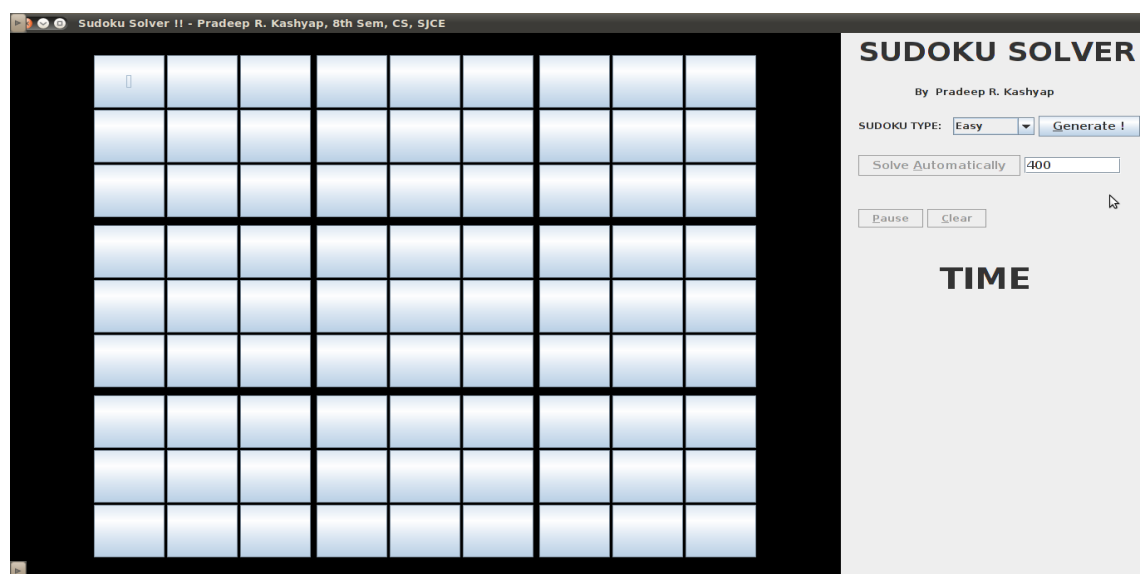 Sudoku Solver !! - Pradeep R. Kashyap, 8th Sem, CS, SJCE
SUDOKU SOLVER
By Pradeep R. Kashyap
SUDOKU TYPE: Easy Generate !
Solve Automatically 400
Pause Clear
TIME